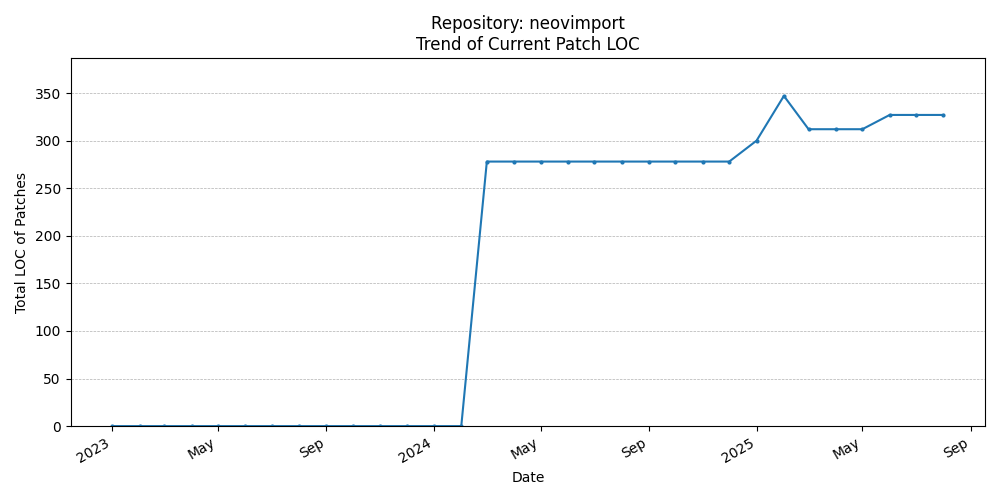 Repository: neovimport
Trend of Current Patch LOC
350
300
250
200
150
100
50
0
Total LOC of Patches
2023
May
Sep
2024
May
Sep
2025
May
Sep
Date